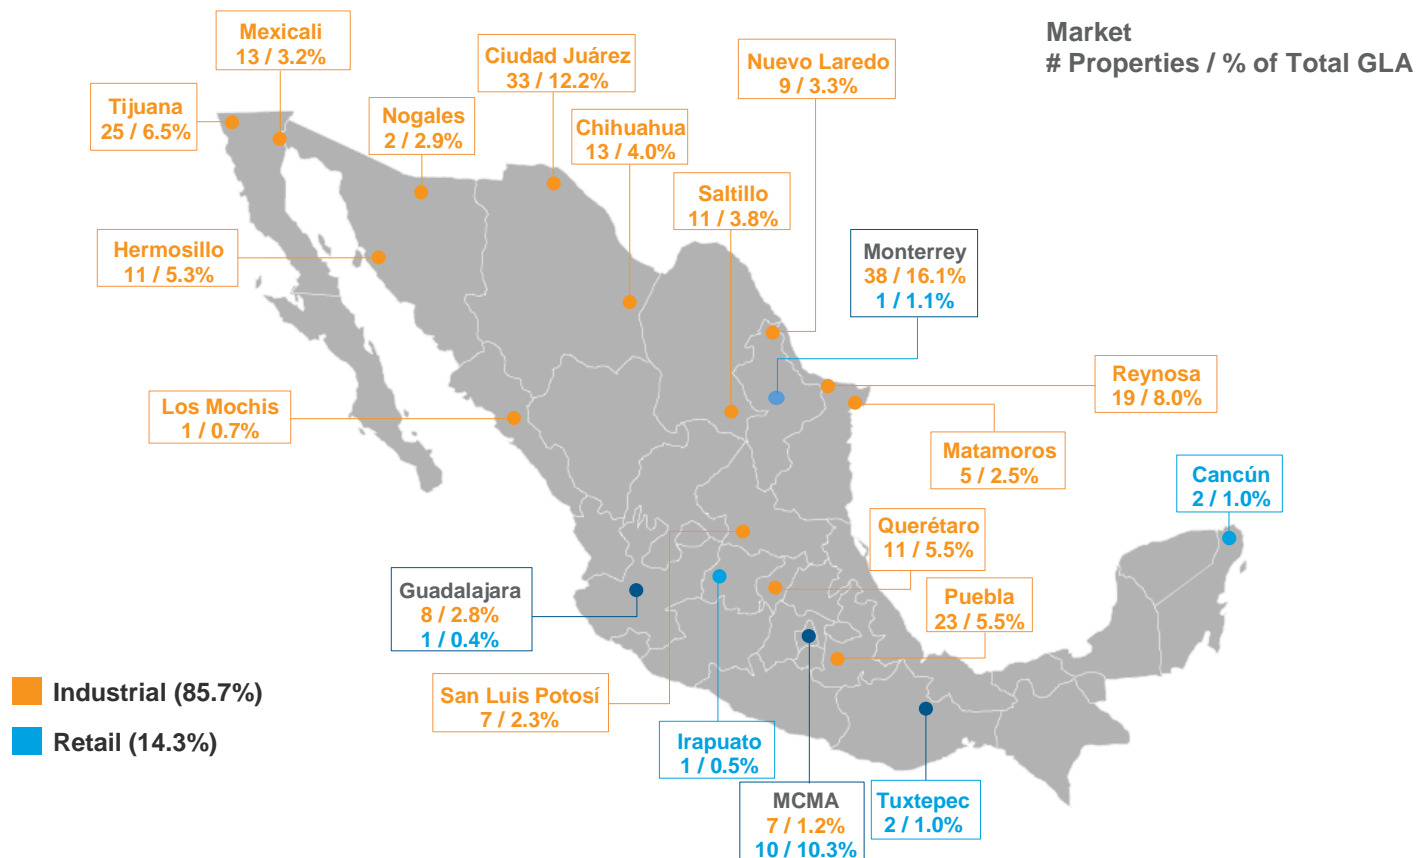 Market
# Properties / % of Total GLA
Mexicali
13 / 3.2%
Ciudad Juárez
33 / 12.2%
Nuevo Laredo
9 / 3.3%
Tijuana
25 / 6.5%
Nogales
2 / 2.9%
Chihuahua
13 / 4.0%
Saltillo
11 / 3.8%
Hermosillo
11 / 5.3%
Monterrey
38 / 16.1%
1 / 1.1%
Reynosa
19 / 8.0%
Los Mochis
1 / 0.7%
Matamoros
5 / 2.5%
Cancún
2 / 1.0%
Querétaro
11 / 5.5%
Guadalajara
8 / 2.8%
1 / 0.4%
Puebla
23 / 5.5%
Industrial (85.7%)
Retail (14.3%)
San Luis Potosí
7 / 2.3%
Irapuato
1 / 0.5%
MCMA
7 / 1.2%
10 / 10.3%
Tuxtepec
2 / 1.0%